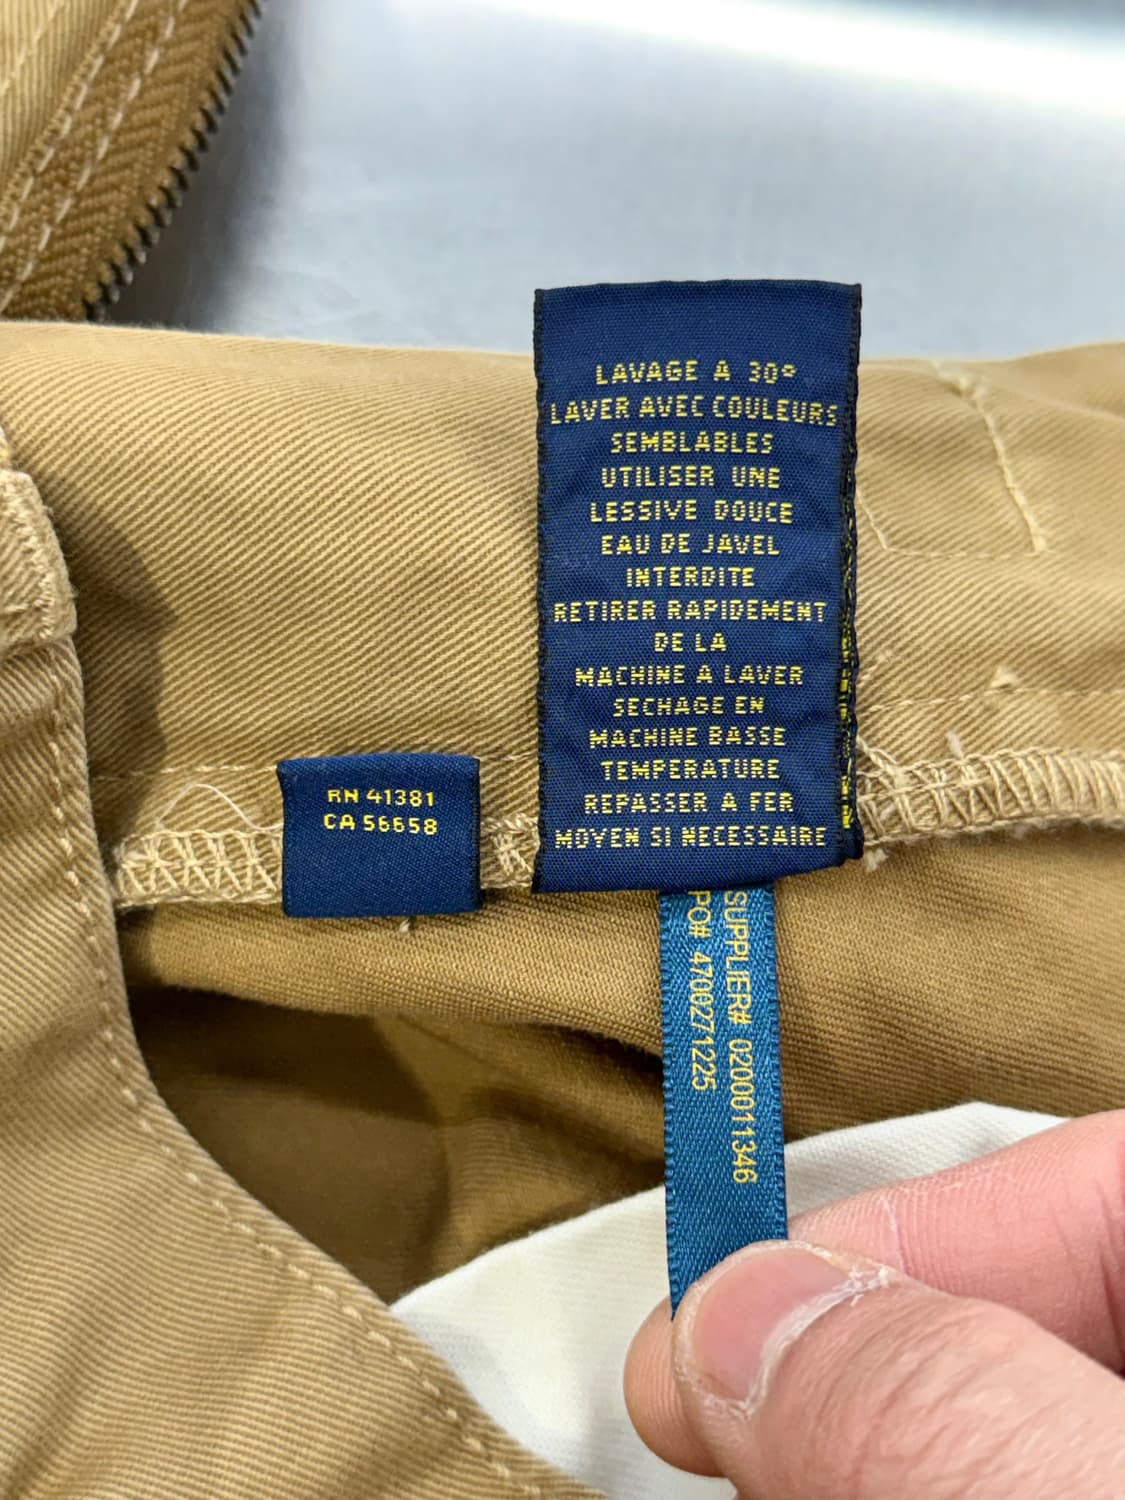 LAVAGE A 30°
LAVER AVEC COULEURS
SEMBLABLES
UTILISER UNE
LESSIVE DOUCE
EAU DE JAVEL
INTERDITE
RETIRER RAPIDEMENT
DE LA
MACHINE A LAVER
SECHAGE EN
MACHINE BASSE
TEMPERATURE
REPASSER A FER
MOYEN SI NECESSAIRE
RN 41381
CA 56658
SUPPLIER# 0200011346
PO# 4700271225